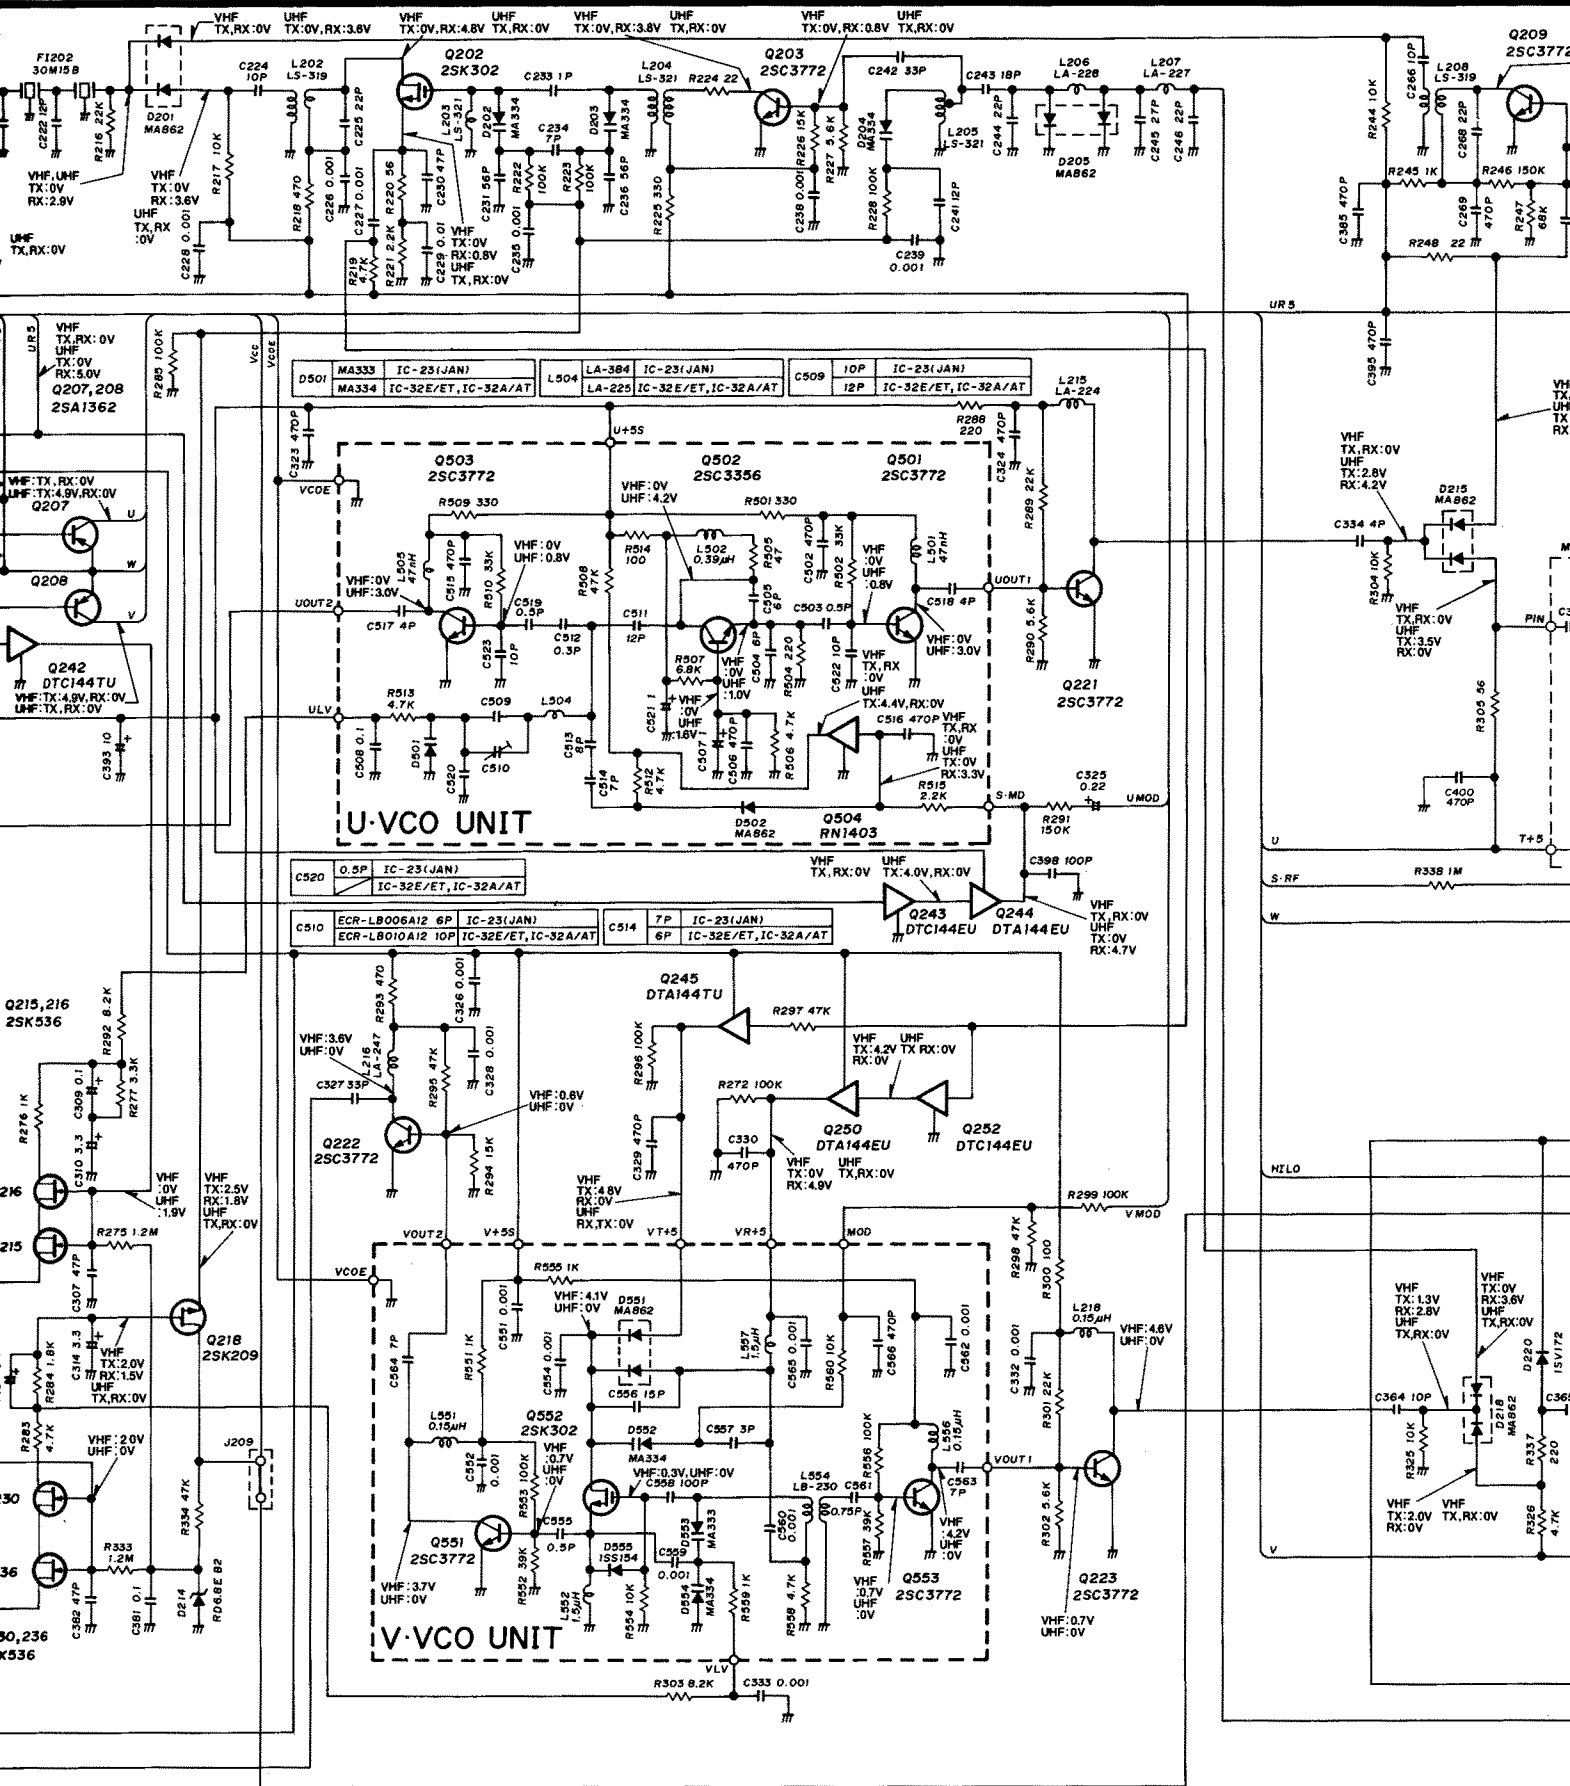 VHF
TX,RX:0V
UHF
TX:0V,RX:3.6V
VHF
TX:0V,RX:4.8V
UHF
TX:0V,RX:0V
VHF
TX:0V,RX:3.8V
UHF
TX:0V,RX:0V
VHF
TX:0V,RX:0.8V
UHF
TX,RX:0V
FI202
30M15B
D201
MA862
C224
10P
L202
LS-319
Q202
2SK302
C233 1P
L204
LS-321
R224 22
Q203
2SC3772
C242 33P
C243 18P
L206
LA-228
L207
LA-227
C266 10P
L208
LS-319
Q209
2SC3772
C222 12P
R216 22K
R217 10K
C225 22P
L203
LS-321
D202
MA334
C234
7P
D203
MA334
R226 15K
R227 5.6K
D204
MA334
L205
LS-321
C244 22P
D205
MA862
C245 27P
C246 22P
R244 10K
C268 22P
VHF,UHF
TX:0V
RX:2.9V
VHF
TX:0V
RX:3.6V
UHF
TX,RX
:0V
UHF
TX,RX:0V
C228 0.001
R218 470
C226 0.001
C227 0.001
R220 56
C230 47P
C231 56P
R222
100K
R223
100K
C236 56P
R225 330
C238 0.001
R228 100K
C241 12P
C239
0.001
R219
4.7K
R221 2.2K
C229 0.01
C235 0.001
VHF
TX:0V
RX:0.8V
UHF
TX,RX:0V
C385 470P
R245 1K
R246 150K
C269
470P
R247
68K
R248 22
UR5
C395 470P
UR5
VHF
TX,RX:0V
UHF
TX:0V
RX:5.0V
Q207,208
2SA1362
R285 100K
Vcc
VCOE
D501
MA333 IC-23(JAN)
MA334 IC-32E/ET,IC-32A/AT
L504
LA-384 IC-23(JAN)
LA-225 IC-32E/ET,IC-32A/AT
C509
10P IC-23(JAN)
12P IC-32E/ET,IC-32A/AT
L215
LA-224
R288
220
C323 470P
U+5S
C324 470P
R289 22K
VHF:TX,RX:0V
UHF:TX:4.9V,RX:0V
Q207
U
W
Q208
V
Q242
DTC144TU
VHF:TX:4.9V,RX:0V
UHF:TX,RX:0V
C393 10
VCOE
Q503
2SC3772
R509 330
Q502
2SC3356
VHF:0V
UHF:4.2V
R501 330
Q501
2SC3772
L505
47nH
C515 470P
R510 33K
VHF:0V
UHF:0.8V
R508
47K
R514
100
L502
0.39μH
R505
47
C502 470P
R502 33K
L501
47nH
VHF:0V
UHF:3.0V
VHF
:0V
UHF
:0.8V
UOUT2
C517 4P
C519
0.5P
C512
0.3P
C511
12P
C505
6P
C503 0.5P
C518 4P
UOUT1
C523
10P
R507
6.8K
VHF
:0V
UHF
:1.0V
C504 6P
R504 220
C522 10P
VHF:0V
UHF:3.0V
R290 5.6K
Q221
2SC3772
VHF
TX,RX
:0V
UHF
TX:4.4V,RX:0V
ULV
R513
4.7K
C509
L504
C508 0.1
D501
C520
C510
C513
8P
C514
7P
R512
4.7K
C521 1
VHF
:0V
UHF
:1.6V
C507 1
C506 470P
R506 4.7K
C516 470P
VHF
TX,RX
:0V
UHF
TX:0V
RX:3.3V
R515
2.2K
S·MD
R291
150K
C325
0.22
UMOD
U·VCO UNIT
D502
MA862
Q504
RN1403
VHF
TX,RX:0V
UHF
TX:2.8V
RX:4.2V
D215
MA862
C334 4P
R304 10K
VHF
TX,RX:0V
UHF
TX:3.5V
RX:0V
PIN
R305 56
C400
470P
U
T+5
S·RF
R338 1M
W
C520
0.5P IC-23(JAN)
IC-32E/ET,IC-32A/AT
C510
ECR-LB006A12 6P IC-23(JAN)
ECR-LB010A12 10P IC-32E/ET,IC-32A/AT
C514
7P IC-23(JAN)
6P IC-32E/ET,IC-32A/AT
VHF
TX,RX:0V
UHF
TX:4.0V,RX:0V
Q243
DTC144EU
Q244
DTA144EU
C398 100P
VHF
TX,RX:0V
UHF
TX:0V
RX:4.7V
Q215,216
2SK536
R292 8.2K
R276 1K
C309 0.1
R277 3.3K
C310 3.3
216
215
VHF
:0V
UHF
:1.9V
VHF
TX:2.5V
RX:1.8V
UHF
TX,RX:0V
R275 1.2M
C307 47P
R293 470
C326 0.001
VHF:3.6V
UHF:0V
L216
LA-247
C327 33P
R295 47K
C328 0.001
Q222
2SC3772
VHF:0.6V
UHF:0V
R294 15K
Q245
DTA144TU
R297 47K
R296 100K
C329 470P
VHF
TX:4.2V
RX:0V
UHF
TX RX:0V
R272 100K
C330
470P
Q250
DTA144EU
Q252
DTC144EU
VHF
TX:0V
RX:4.9V
UHF
TX,RX:0V
VHF
TX:4.8V
RX:0V
UHF
RX,TX:0V
R299 100K
VMOD
R298 47K
R300 100
HILO
VOUT2
V+5S
VT+5
VR+5
MOD
VCOE
R555 1K
VHF:4.1V
UHF:0V
D551
MA862
C551 0.001
C564 7P
R551 1K
C554 0.001
C556 15P
L557
1.5μH
C565 0.001
R560 10K
C566 470P
C562 0.001
C332 0.001
L218
0.15μH
VHF:4.6V
UHF:0V
R301 22K
C314 3.3
VHF
TX:2.0V
RX:1.5V
UHF
TX,RX:0V
Q218
2SK209
R284 1.8K
R283
4.7K
VHF:2.0V
UHF:0V
J209
L551
0.15μH
Q552
2SK302
VHF
:0.7V
UHF
:0V
C552
0.001
R553 100K
D552
MA334
C557 3P
VHF:0.3V,UHF:0V
C558 100P
L554
LB-230
R556 100K
L556
0.15μH
C561
0.75P
C563
7P
VOUT1
C555
0.5P
D553
MA333
C560
0.001
Q551
2SC3772
D555
1SS154
C559
0.001
R552 39K
L552
1.5μH
R554 10K
D554
MA334
R559 1K
R558 4.7K
R557 39K
VHF
:4.2V
UHF
:0V
Q553
2SC3772
VHF
:0.7V
UHF
:0V
VHF:3.7V
UHF:0V
V·VCO UNIT
VLV
R303 8.2K
C333 0.001
R302 5.6K
Q223
2SC3772
VHF:0.7V
UHF:0V
230
R334 47K
R333
1.2M
36
C382 47P
C381 0.1
D214
RD6.8E B2
30,236
K536
VHF
TX:1.3V
RX:2.8V
UHF
TX,RX:0V
VHF
TX:0V
RX:3.6V
UHF
TX,RX:0V
D220
1SV172
C364 10P
D218
MA862
R325 10K
R337
220
R326
4.7K
VHF
TX:2.0V
RX:0V
VHF
TX,RX:0V
V